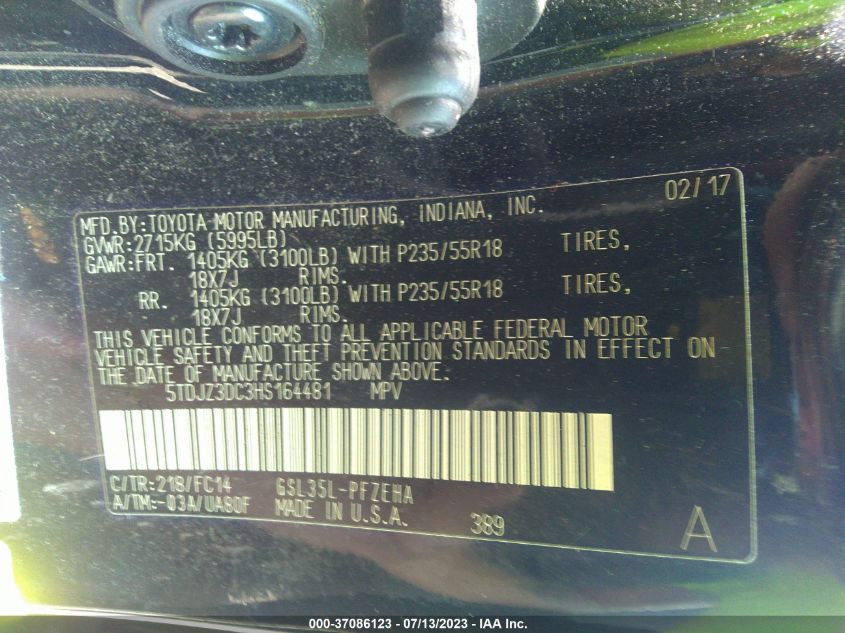 MFD.BY:TOYOTA MOTOR MANUFACTURING, INDIANA, INC. 02/17
GVWR:2715KG (5995LB)
GAWR:FRT. 1405KG (3100LB) WITH P235/55R18 TIRES,
18X7J RIMS.
RR. 1405KG (3100LB) WITH P235/55R18 TIRES,
18X7J RIMS.
THIS VEHICLE CONFORMS TO ALL APPLICABLE FEDERAL MOTOR
VEHICLE SAFETY AND THEFT PREVENTION STANDARDS IN EFFECT ON
THE DATE OF MANUFACTURE SHOWN ABOVE.
5TDJZ3DC3HS164481 MPV
C/TR:218/FC14 GSL35L-PFZEHA
A/TM:-03A/UA80F MADE IN U.S.A. 389 A
000-37086123 / 07/13/2023 - IAA Inc.